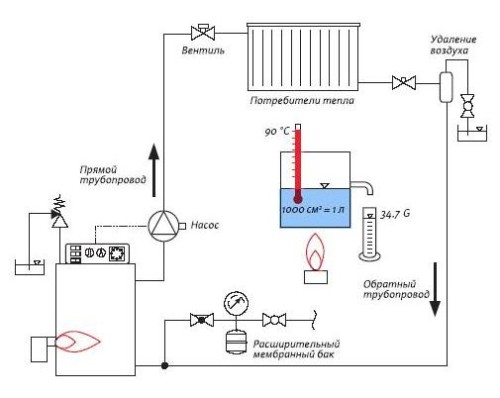 Удаление
воздуха
Вентиль
Потребители тепла
90 °C
Прямой
трубопровод
1000 см³ = 1 л
34.7 G
Насос
Обратный
трубопровод
Расширительный
мембранный бак